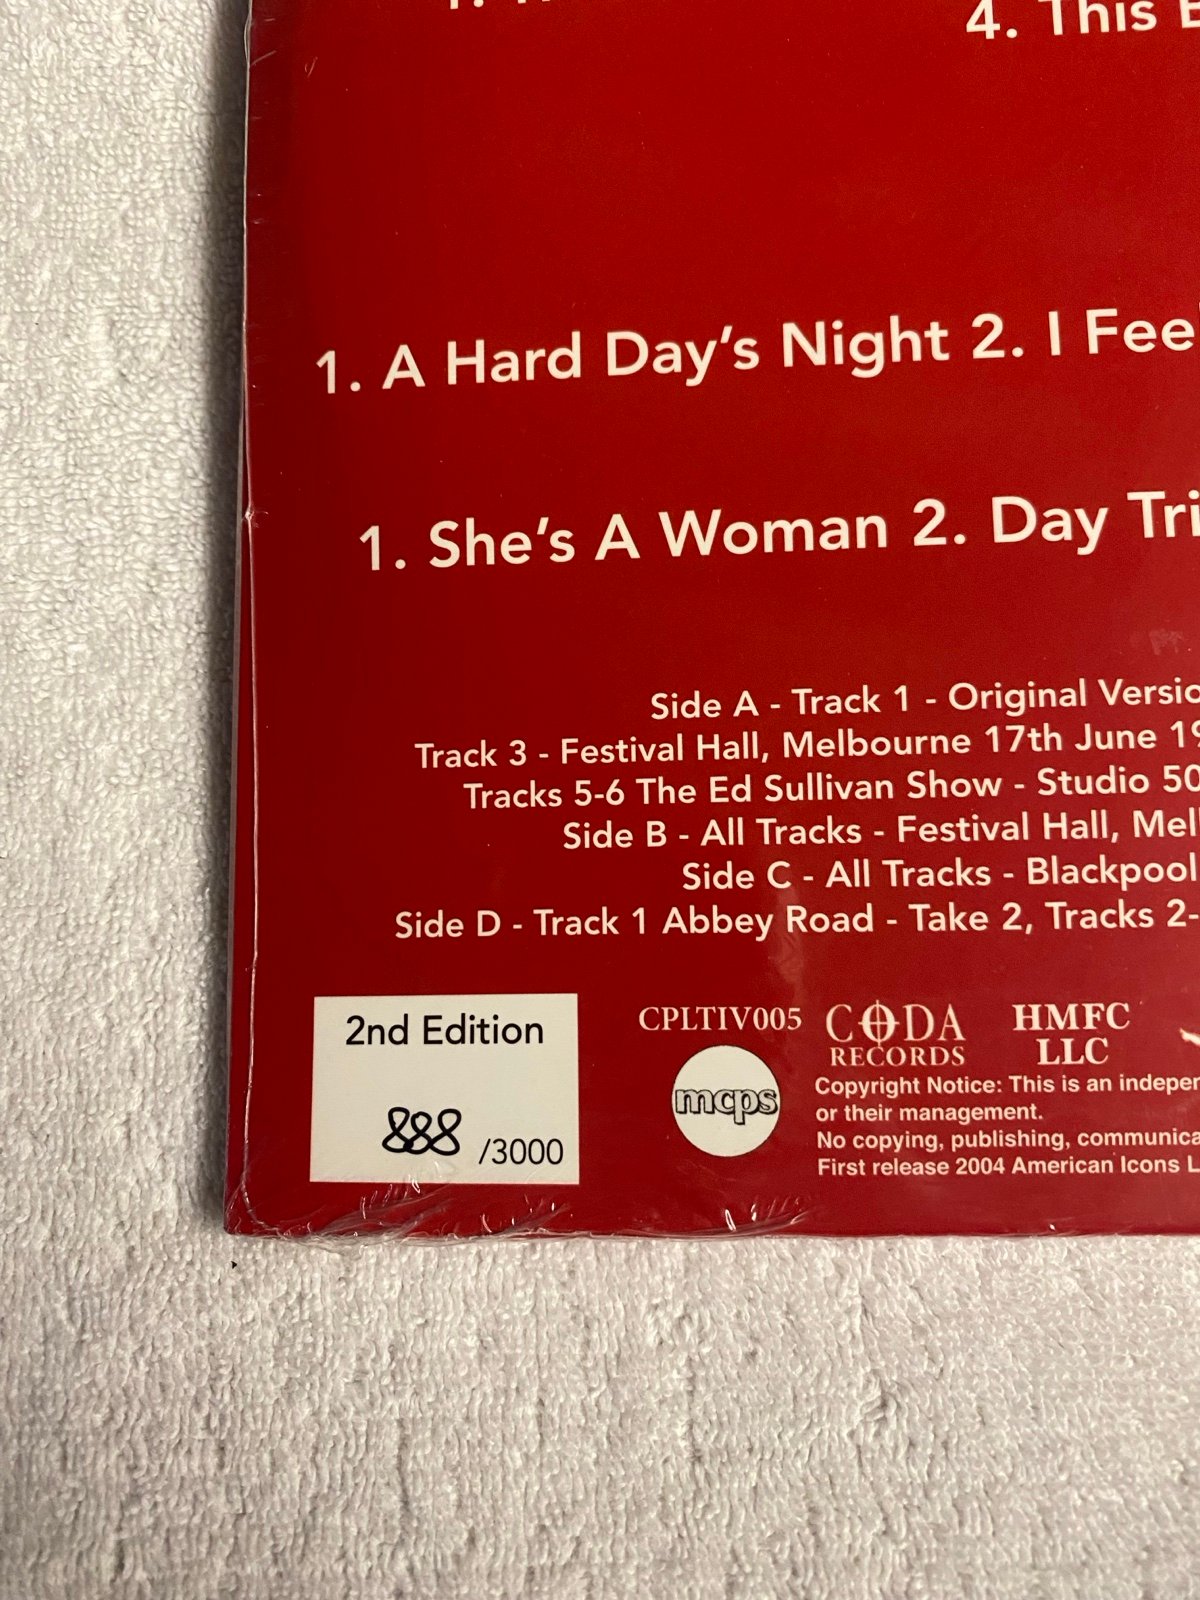 4. This
1. A Hard Day's Night 2. I Fee
1. She's A Woman 2. Day Tri
Side A - Track 1 - Original Versio
Track 3 - Festival Hall, Melbourne 17th June 19
Tracks 5-6 The Ed Sullivan Show - Studio 50
Side B - All Tracks - Festival Hall, Mel
Side C - All Tracks - Blackpool
Side D - Track 1 Abbey Road - Take 2, Tracks 2-
2nd Edition
888 /3000
CPLTIV005
mcps
CODA
RECORDS
HMFC
LLC
Copyright Notice: This is an indeper
or their management.
No copying, publishing, communica
First release 2004 American Icons L